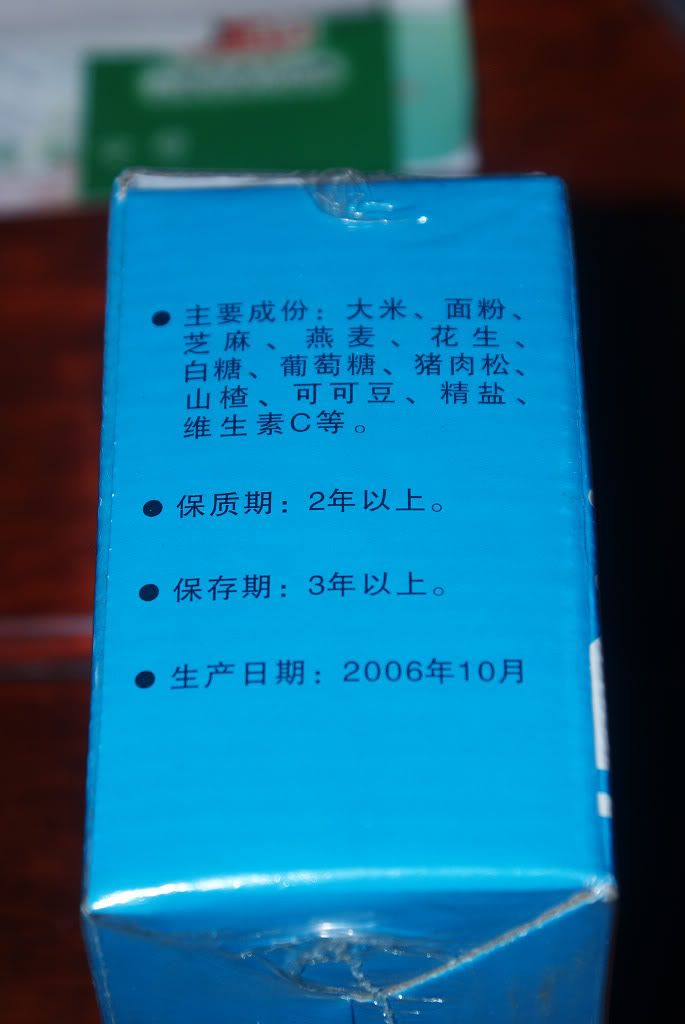 ● 主要成份：大米、面粉、
芝麻、燕麦、花生、
白糖、葡萄糖、猪肉松、
山楂、可可豆、精盐、
维生素C等。
● 保质期：2年以上。
● 保存期：3年以上。
● 生产日期：2006年10月